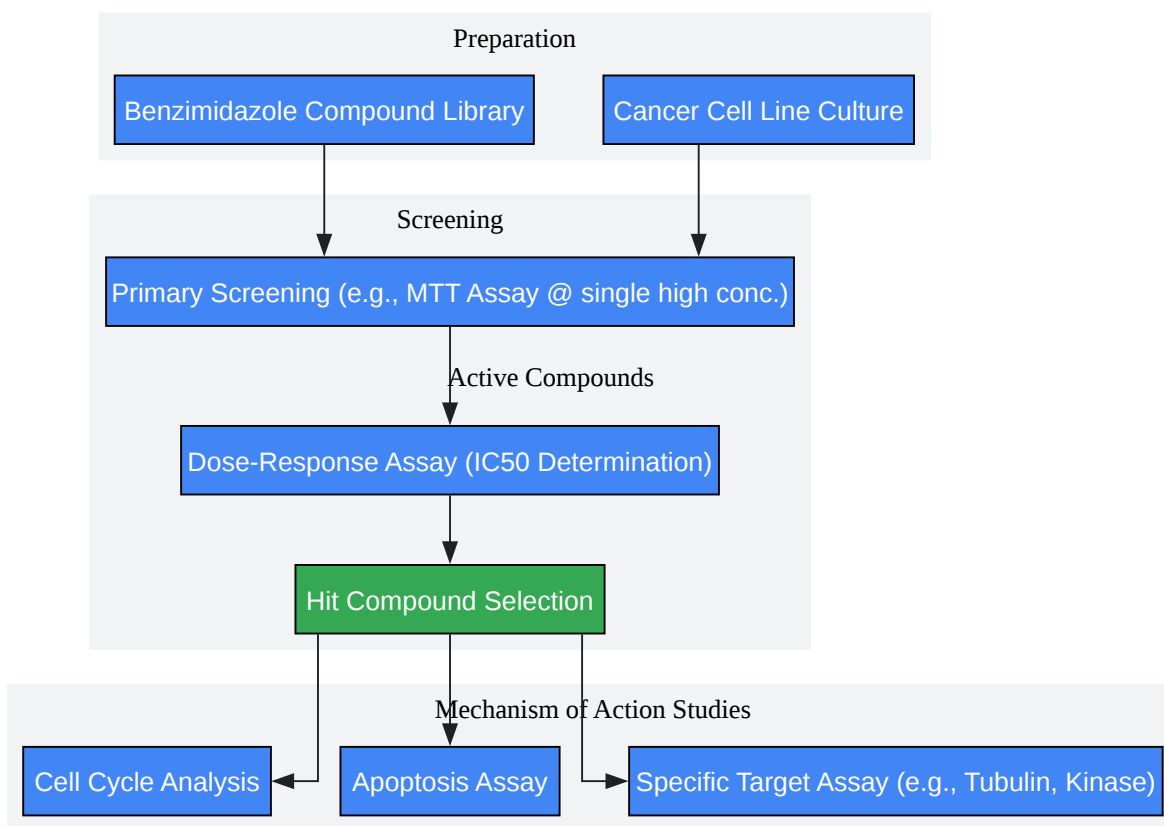 Preparation
Benzimidazole Compound Library
Cancer Cell Line Culture
Screening
Primary Screening (e.g., MTT Assay @ single high conc.)
Active Compounds
Dose-Response Assay (IC50 Determination)
Hit Compound Selection
Mechanism of Action Studies
Cell Cycle Analysis
Apoptosis Assay
Specific Target Assay (e.g., Tubulin, Kinase)